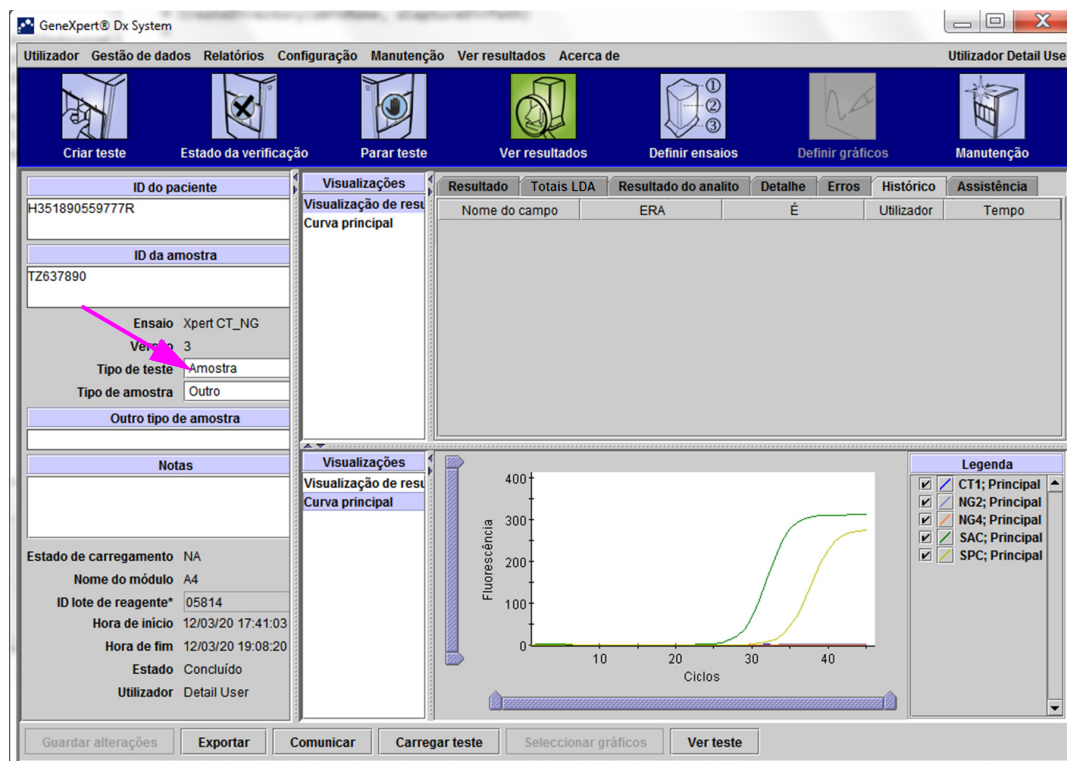 GeneXpert® Dx System
Utilizador Gestão de dados Relatórios Configuração Manutenção Ver resultados Acerca de Utilizador Detail Use
Criar teste Estado da verificação Parar teste Ver resultados Definir ensaios Definir gráficos Manutenção
ID do paciente
H351890559777R
ID da amostra
TZ637890
Ensaio Xpert CT_NG
Versão 3
Tipo de teste Amostra
Tipo de amostra Outro
Outro tipo de amostra
Notas
Estado de carregamento NA
Nome do módulo A4
ID lote de reagente* 05814
Hora de início 12/03/20 17:41:03
Hora de fim 12/03/20 19:08:20
Estado Concluído
Utilizador Detail User
Visualizações
Visualização de resu
Curva principal
Resultado Totais LDA Resultado do analito Detalhe Erros Histórico Assistência
Nome do campo ERA É Utilizador Tempo
Visualizações
Visualização de resu
Curva principal
Fluorescência
400
300
200
100
0
10 20 30 40
Ciclos
Legenda
CT1; Principal
NG2; Principal
NG4; Principal
SAC; Principal
SPC; Principal
Guardar alterações Exportar Comunicar Carregar teste Seleccionar gráficos Ver teste